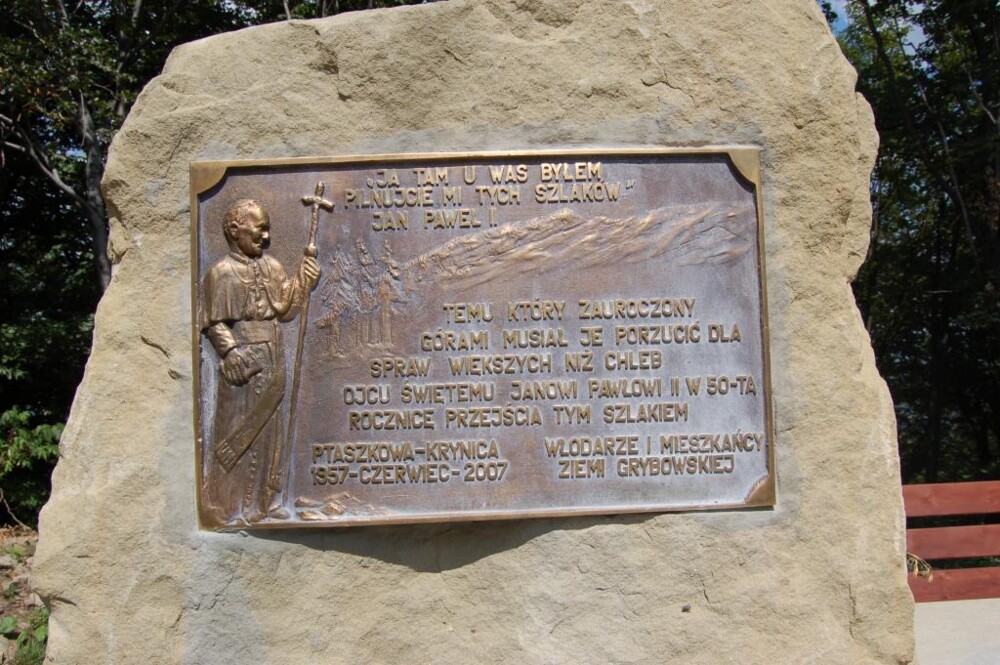 „JA TAM U WAS BYŁEM
PILNUJCIE MI TYCH SZLAKÓW"
JAN PAWEŁ II
TEMU KTÓRY ZAUROCZONY
GÓRAMI MUSIAŁ JE PORZUCIĆ DLA
SPRAW WIĘKSZYCH NIŻ CHLEB
OJCU ŚWIĘTEMU JANOWI PAWŁOWI II W 50-TĄ
ROCZNICĘ PRZEJŚCIA TYM SZLAKIEM
PTASZKOWA-KRYNICA
1957-CZERWIEC-2007
WŁODARZE I MIESZKAŃCY
ZIEMI GRYBOWSKIEJ